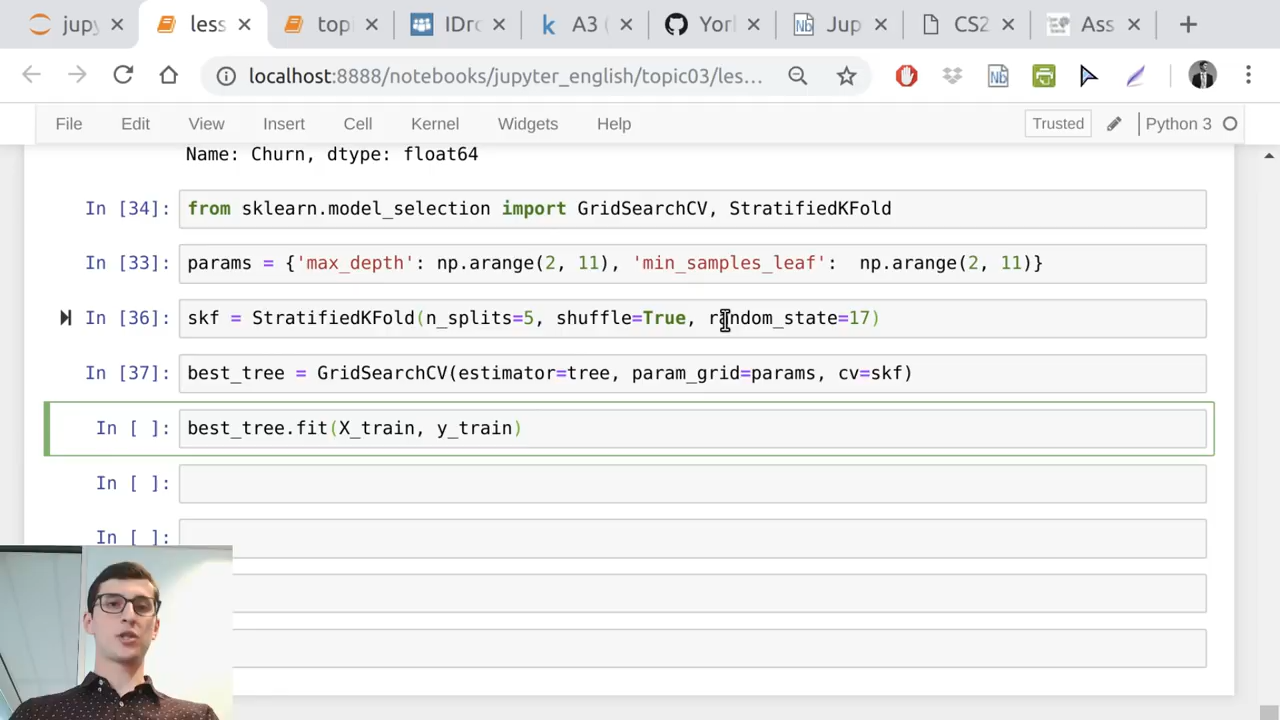 jupy
less
top
IDro
A3 (
Yorl
Jup
CS2
Ass
localhost:8888/notebooks/jupyter_english/topic03/les...
File Edit View Insert Cell Kernel Widgets Help Trusted Python 3
Name: Churn, dtype: float64
In [34]: from sklearn.model_selection import GridSearchCV, StratifiedKFold
In [33]: params = {'max_depth': np.arange(2, 11), 'min_samples_leaf': np.arange(2, 11)}
In [36]: skf = StratifiedKFold(n_splits=5, shuffle=True, random_state=17)
In [37]: best_tree = GridSearchCV(estimator=tree, param_grid=params, cv=skf)
In [ ]: best_tree.fit(X_train, y_train)
In [ ]:
In [ ]: